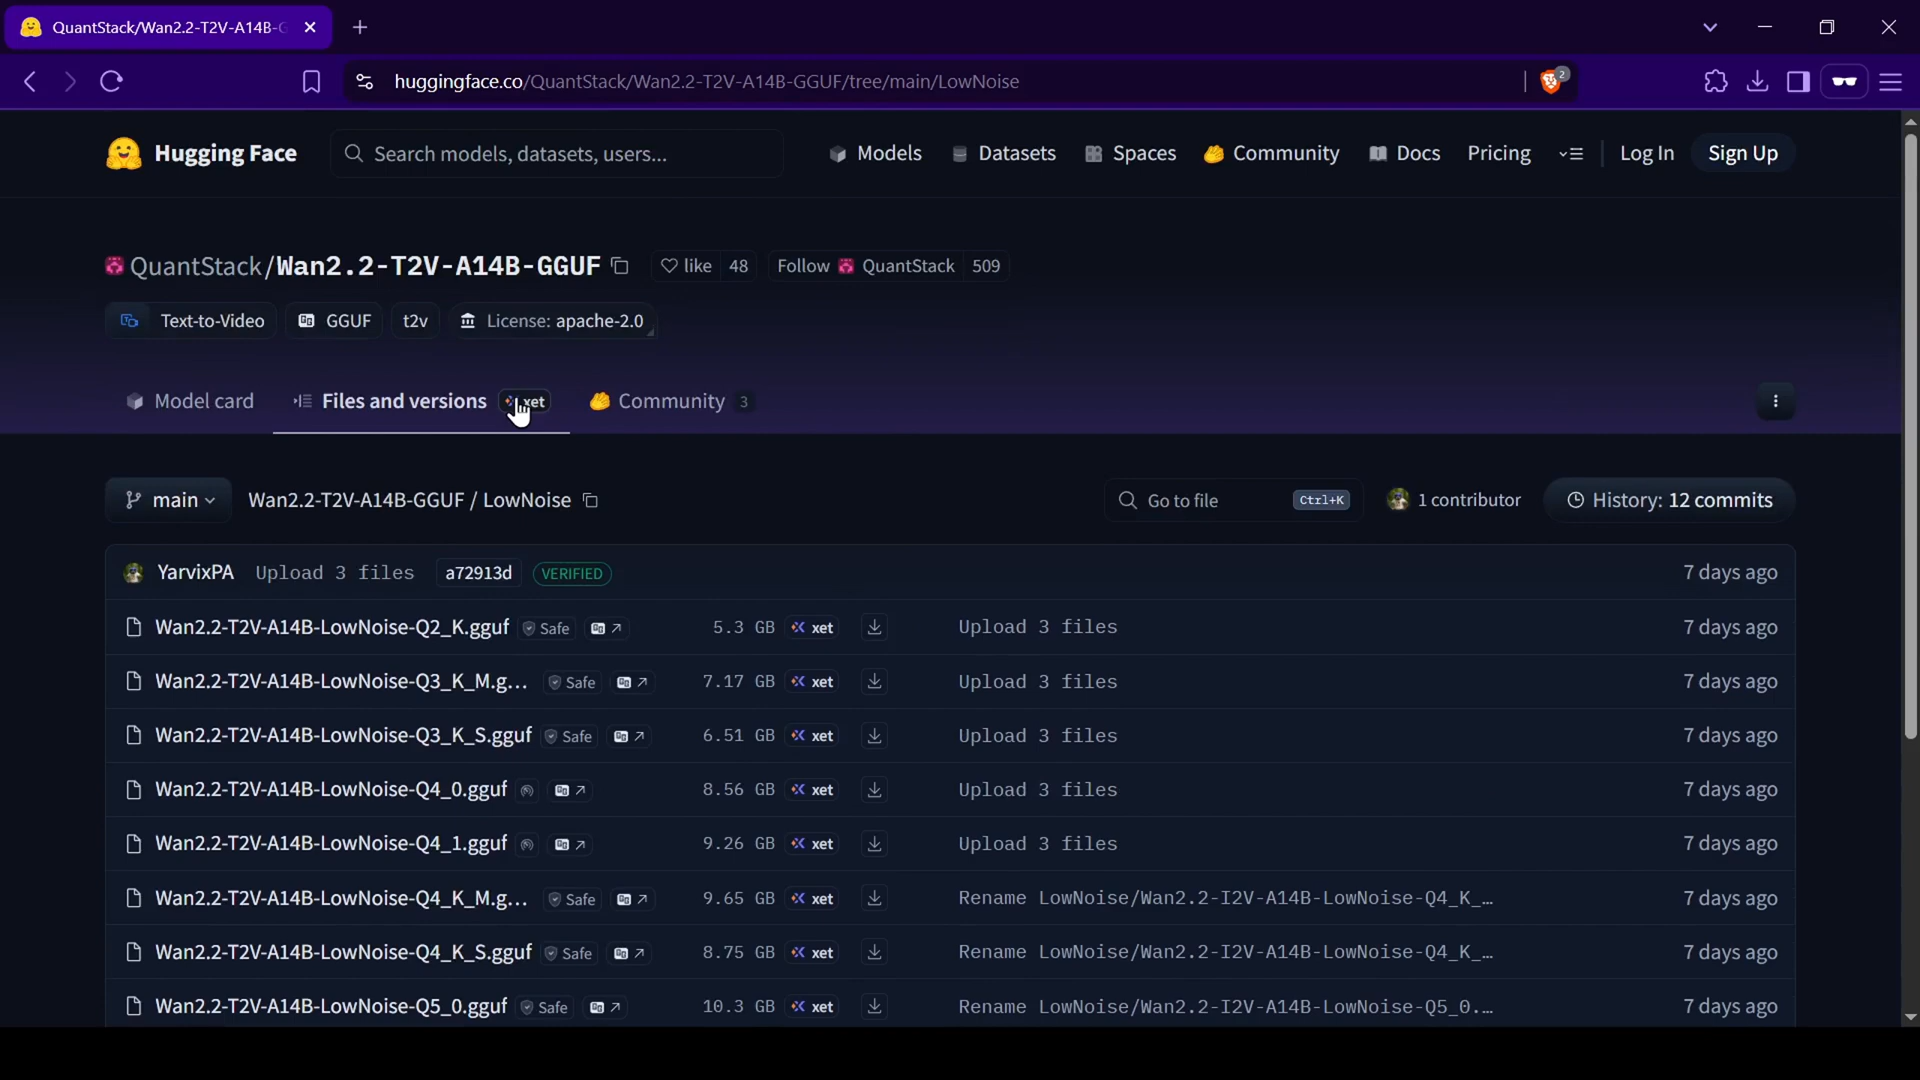 QuantStack/Wan2.2-T2V-A14B-G
huggingface.co/QuantStack/Wan2.2-T2V-A14B-GGUF/tree/main/LowNoise
2
Hugging Face
Search models, datasets, users...
Models
Datasets
Spaces
Community
Docs
Pricing
Log In
Sign Up
QuantStack/Wan2.2-T2V-A14B-GGUF
like 48
Follow QuantStack 509
Text-to-Video
GGUF
t2v
License: apache-2.0
Model card
Files and versions
xet
Community 3
main
Wan2.2-T2V-A14B-GGUF / LowNoise
Go to file
Ctrl+K
1 contributor
History: 12 commits
YarvixPA Upload 3 files a72913d VERIFIED 7 days ago
Wan2.2-T2V-A14B-LowNoise-Q2_K.gguf Safe 5.3 GB xet Upload 3 files 7 days ago
Wan2.2-T2V-A14B-LowNoise-Q3_K_M.g... Safe 7.17 GB xet Upload 3 files 7 days ago
Wan2.2-T2V-A14B-LowNoise-Q3_K_S.gguf Safe 6.51 GB xet Upload 3 files 7 days ago
Wan2.2-T2V-A14B-LowNoise-Q4_0.gguf 8.56 GB xet Upload 3 files 7 days ago
Wan2.2-T2V-A14B-LowNoise-Q4_1.gguf 9.26 GB xet Upload 3 files 7 days ago
Wan2.2-T2V-A14B-LowNoise-Q4_K_M.g... Safe 9.65 GB xet Rename LowNoise/Wan2.2-I2V-A14B-LowNoise-Q4_K_… 7 days ago
Wan2.2-T2V-A14B-LowNoise-Q4_K_S.gguf Safe 8.75 GB xet Rename LowNoise/Wan2.2-I2V-A14B-LowNoise-Q4_K_… 7 days ago
Wan2.2-T2V-A14B-LowNoise-Q5_0.gguf Safe 10.3 GB xet Rename LowNoise/Wan2.2-I2V-A14B-LowNoise-Q5_0.… 7 days ago